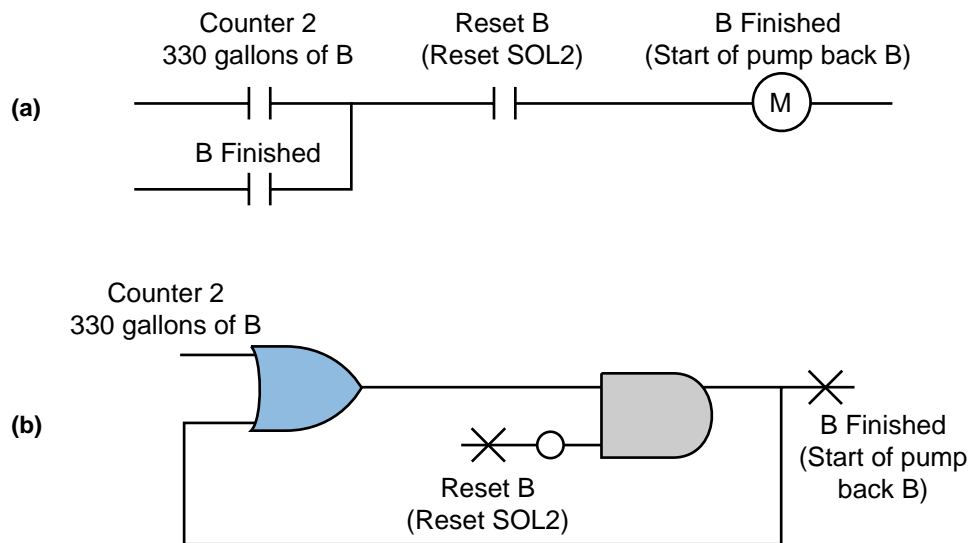 Counter 2
330 gallons of B
Reset B
(Reset SOL2)
B Finished
(Start of pump back B)
(a)
M
B Finished
Counter 2
330 gallons of B
(b)
Reset B
(Reset SOL2)
B Finished
(Start of pump
back B)